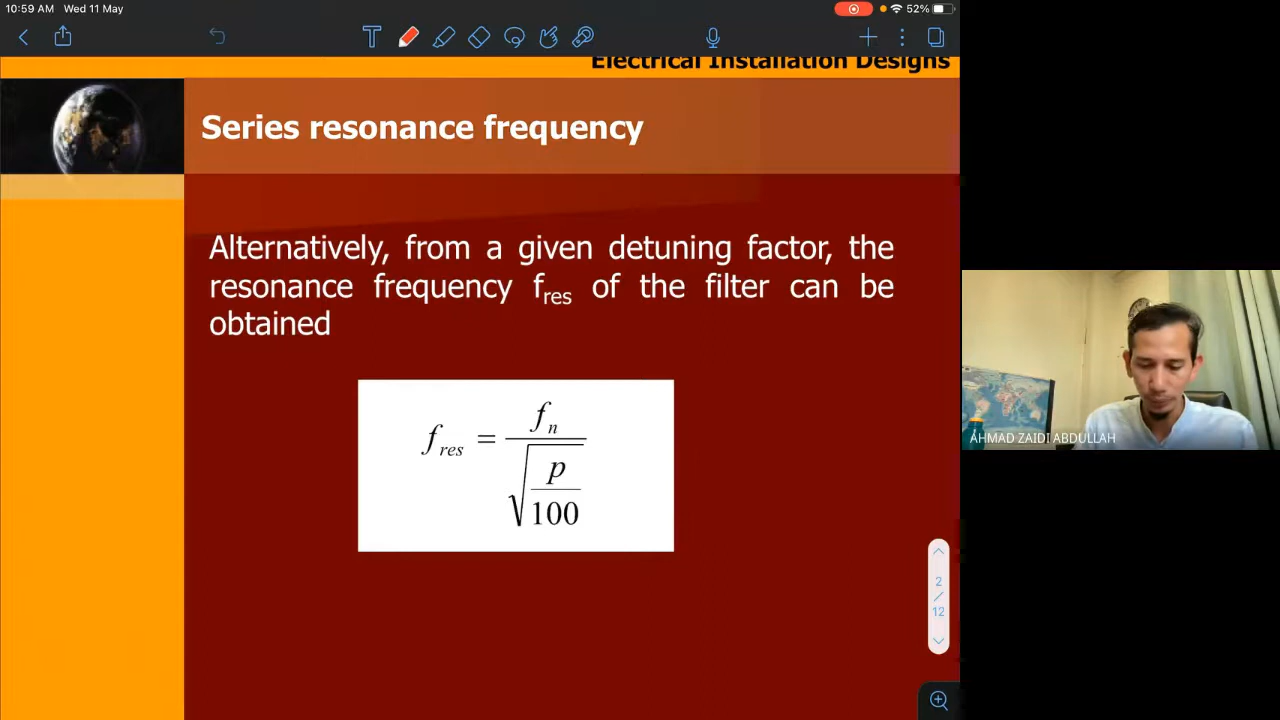 10:59 AM Wed 11 May
52%
Electrical Installation Designs
Series resonance frequency
Alternatively, from a given detuning factor, the
resonance frequency fres of the filter can be
obtained
fres = fn / √(p/100)
2
/
12
AHMAD ZAIDI ABDULLAH